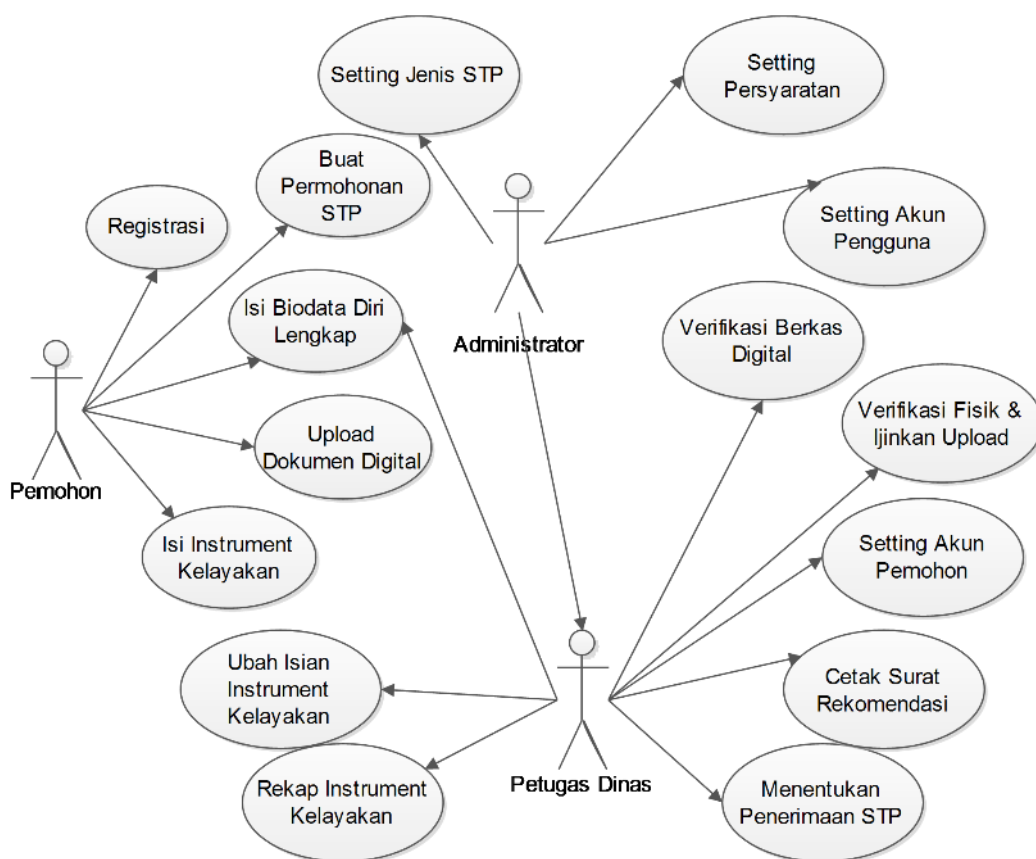 Setting Jenis STP
Setting
Persyaratan
Buat
Permohonan
STP
Registrasi
Setting Akun
Pengguna
Isi Biodata Diri
Lengkap
Administrator
Verifikasi Berkas
Digital
Verifikasi Fisik &
Ijinkan Upload
Upload
Dokumen Digital
Pemohon
Isi Instrument
Kelayakan
Setting Akun
Pemohon
Ubah Isian
Instrument
Kelayakan
Cetak Surat
Rekomendasi
Rekap Instrument
Kelayakan
Petugas Dinas
Menentukan
Penerimaan STP